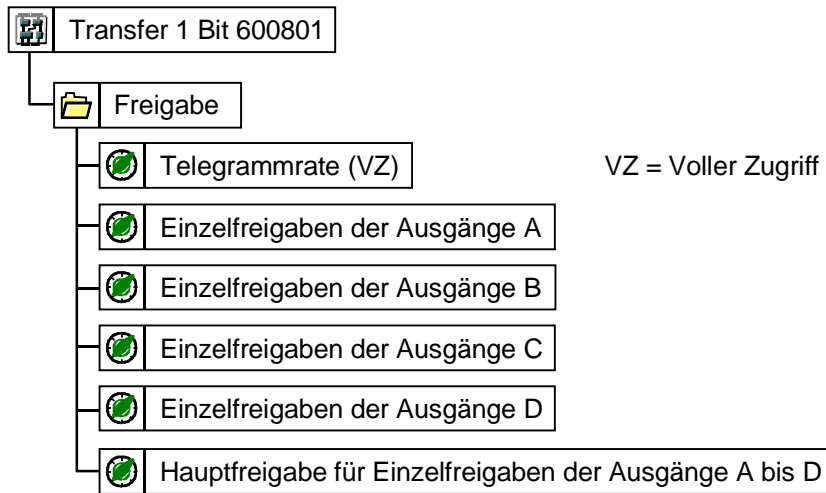 Transfer 1 Bit 600801
Freigabe
Telegrammrate (VZ) VZ = Voller Zugriff
Einzelfreigaben der Ausgänge A
Einzelfreigaben der Ausgänge B
Einzelfreigaben der Ausgänge C
Einzelfreigaben der Ausgänge D
Hauptfreigabe für Einzelfreigaben der Ausgänge A bis D